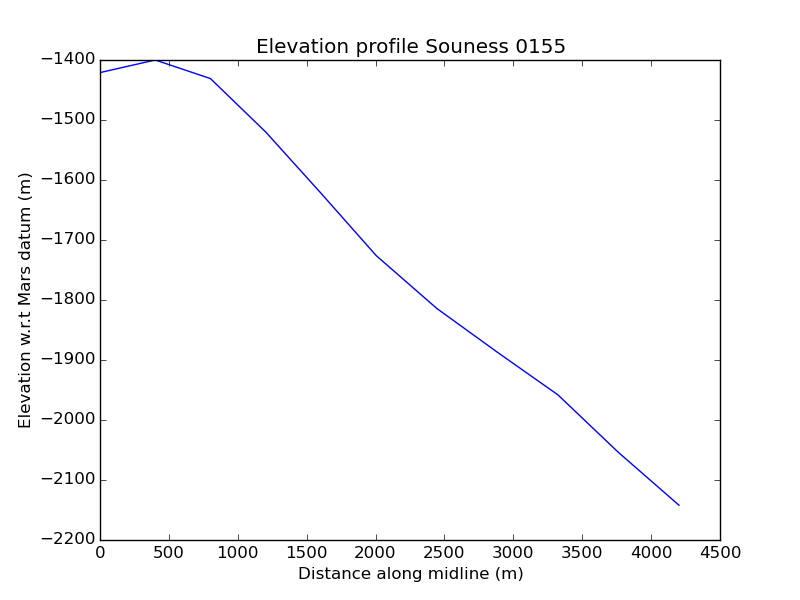 Elevation profile Souness 0155
−1400
−1500
−1600
−1700
−1800
−1900
−2000
−2100
−2200
Elevation w.r.t Mars datum (m)
0 500 1000 1500 2000 2500 3000 3500 4000 4500
Distance along midline (m)